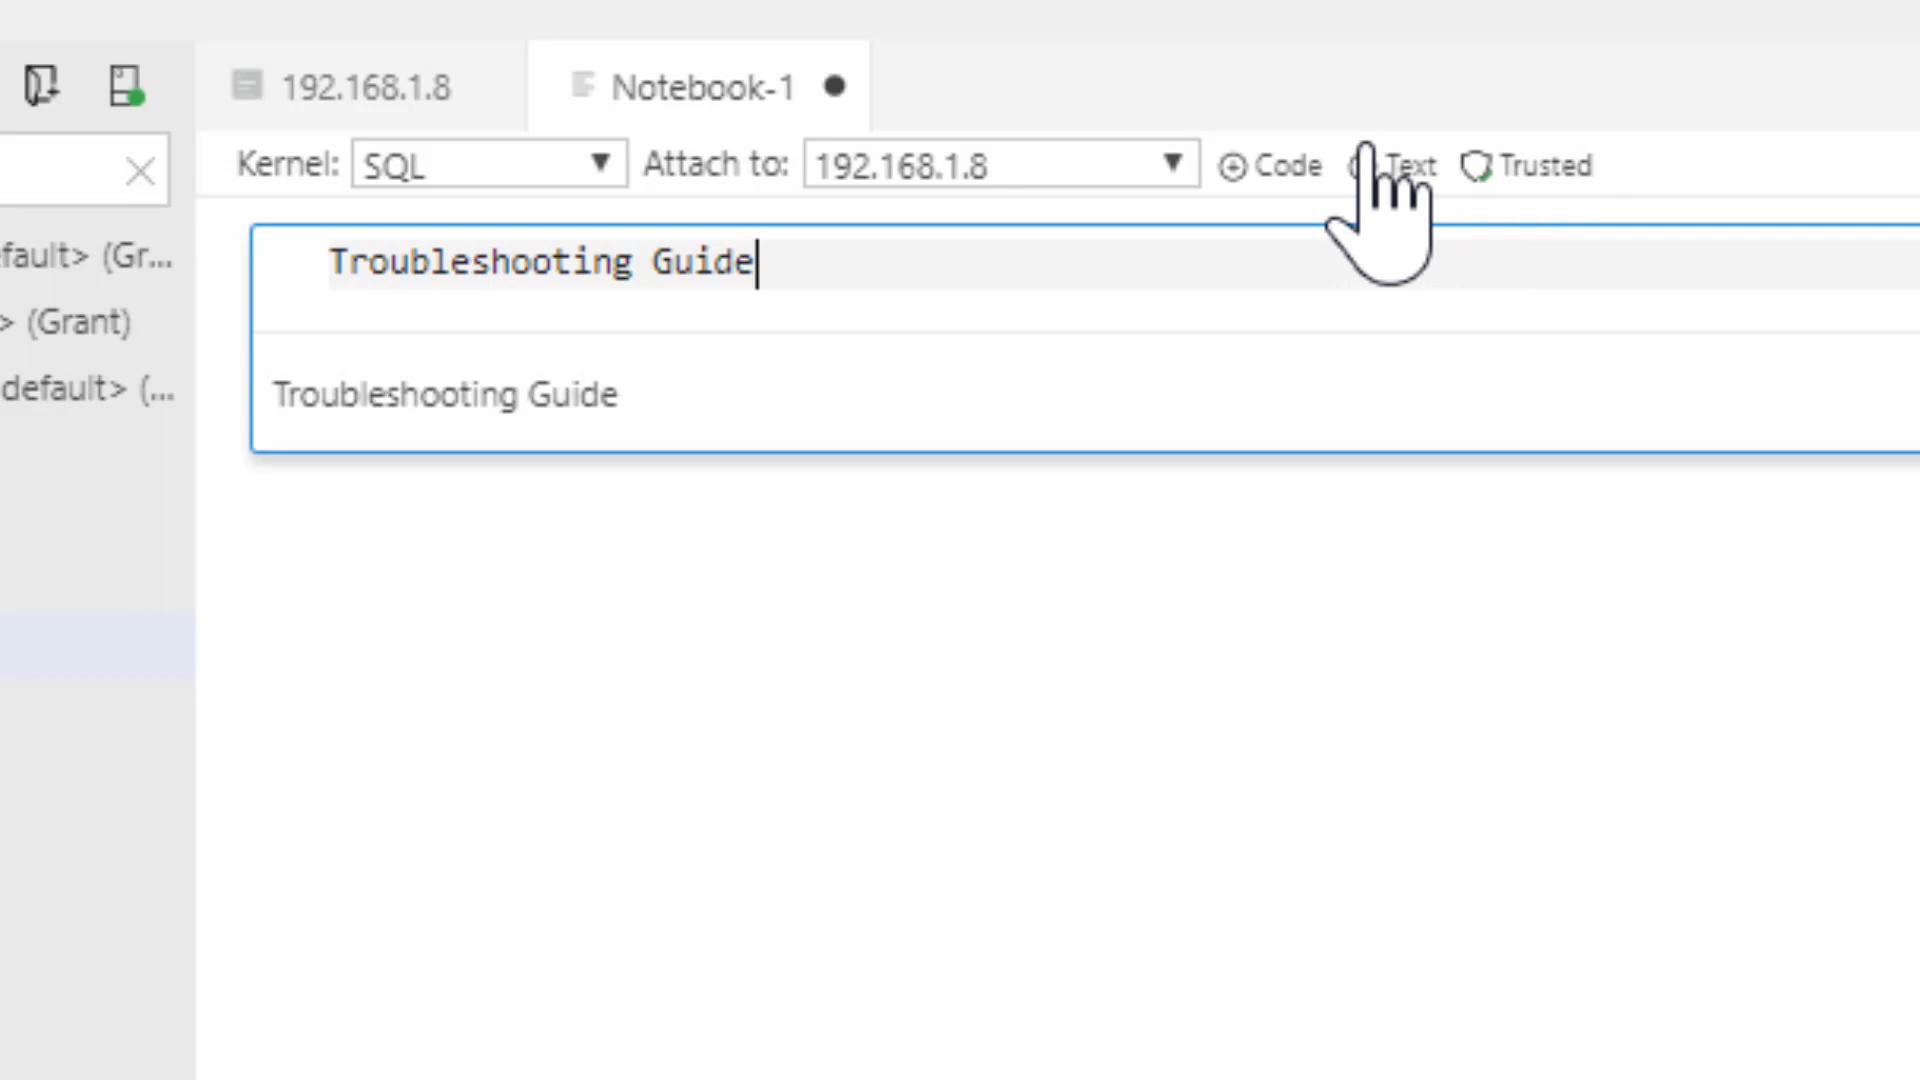 192.168.1.8
Notebook-1
Kernel: SQL Attach to: 192.168.1.8 Code Text Trusted
efault> (Gr...
> (Grant)
default> (...
Troubleshooting Guide
Troubleshooting Guide